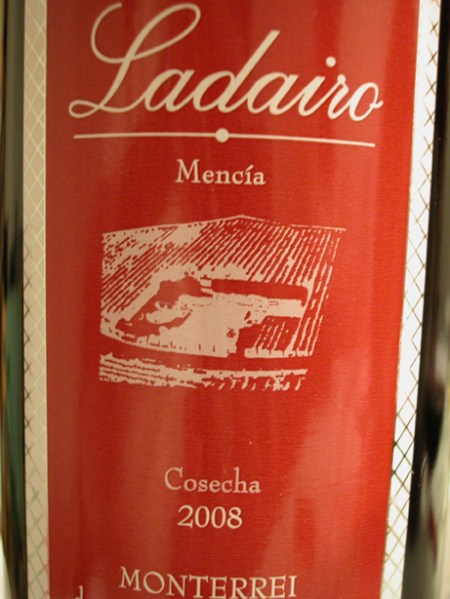 Ladairo
Mencía
Cosecha
2008
MONTERREI